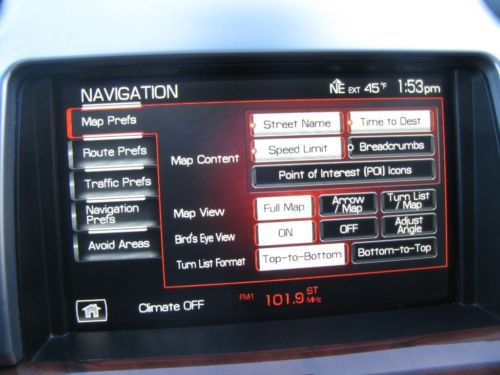 NAVIGATION
NE EXT 45°F 1:53pm
Map Prefs
Route Prefs
Traffic Prefs
Navigation
Prefs
Avoid Areas
Map Content
Street Name
Time to Dest
Speed Limit
Breadcrumbs
Point of Interest (POI) Icons
Map View
Full Map
Arrow
/ Map
Turn List
/ Map
Bird's Eye View
ON
OFF
Adjust
Angle
Turn List Format
Top-to-Bottom
Bottom-to-Top
Climate OFF
FM1 101.9 ST
MHz